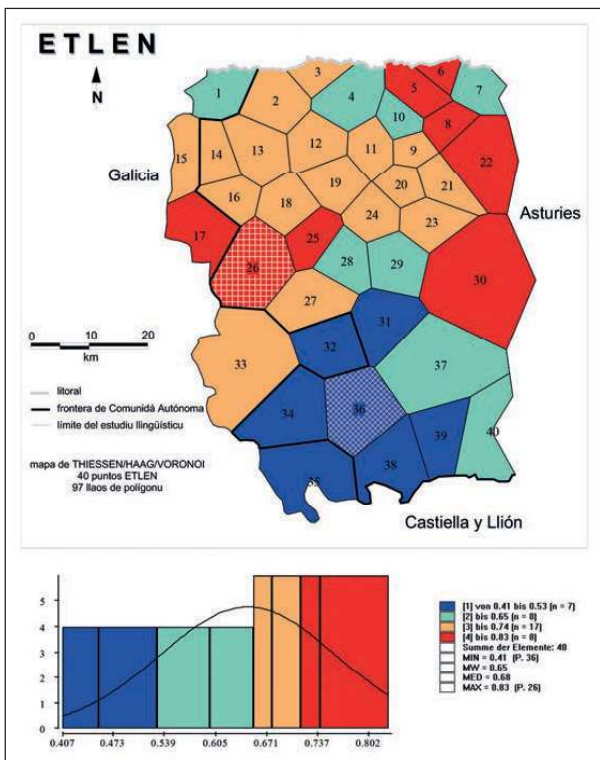 ETLEN
N
1
2
3
4
5
6
7
8
9
10
11
12
13
14
15
16
17
18
19
20
21
22
23
24
25
26
27
28
29
30
31
32
33
34
35
36
37
38
39
40
Galicia
Asturies
Castiella y Llión
0 10 20
km
litoral
frontera de Comunidá Autónoma
límite del estudiu llingüísticu
mapa de THIESSEN/HAAG/VORONOI
40 puntos ETLEN
97 llaos de polígonu
5
4
3
2
1
0
0.407 0.473 0.539 0.605 0.671 0.737 0.802
[1] von 0.41 bis 0.53 (n = 7)
[2] bis 0.65 (n = 8)
[3] bis 0.74 (n = 17)
[4] bis 0.83 (n = 8)
Summe der Elemente: 40
MIN = 0.41 (P. 36)
MW = 0.65
MED = 0.68
MAX = 0.83 (P. 26)